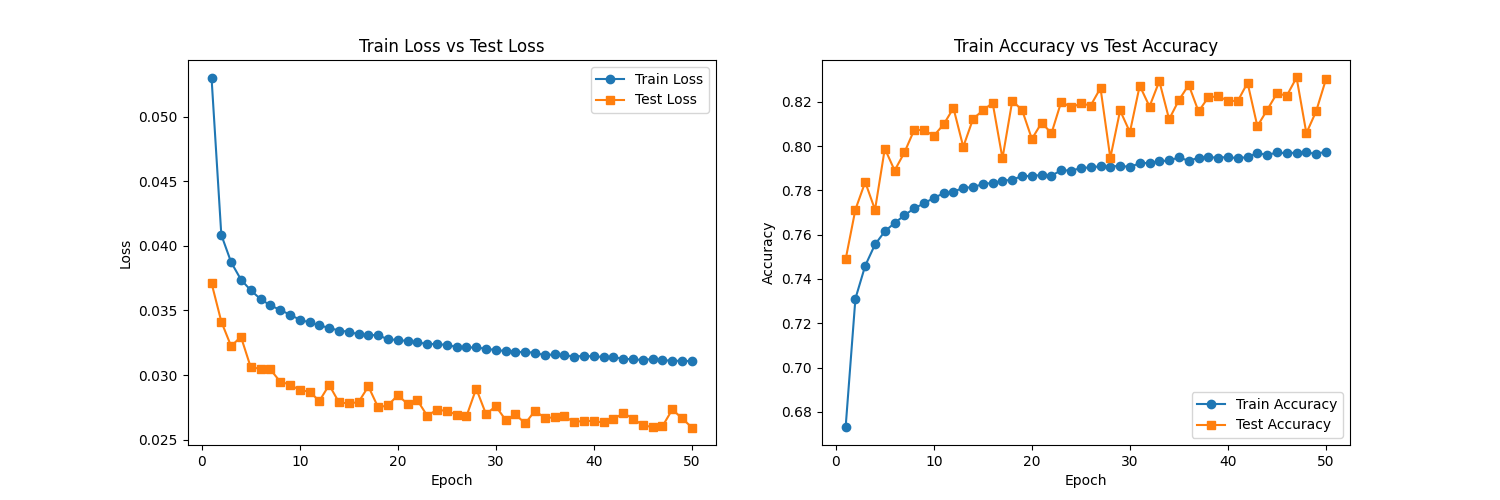 Train Loss vs Test Loss
Train Loss
Test Loss
0.050
0.045
0.040
0.035
0.030
0.025
Loss
0 10 20 30 40 50
Epoch
Train Accuracy vs Test Accuracy
0.82
0.80
0.78
0.76
0.74
0.72
0.70
0.68
Accuracy
Train Accuracy
Test Accuracy
0 10 20 30 40 50
Epoch